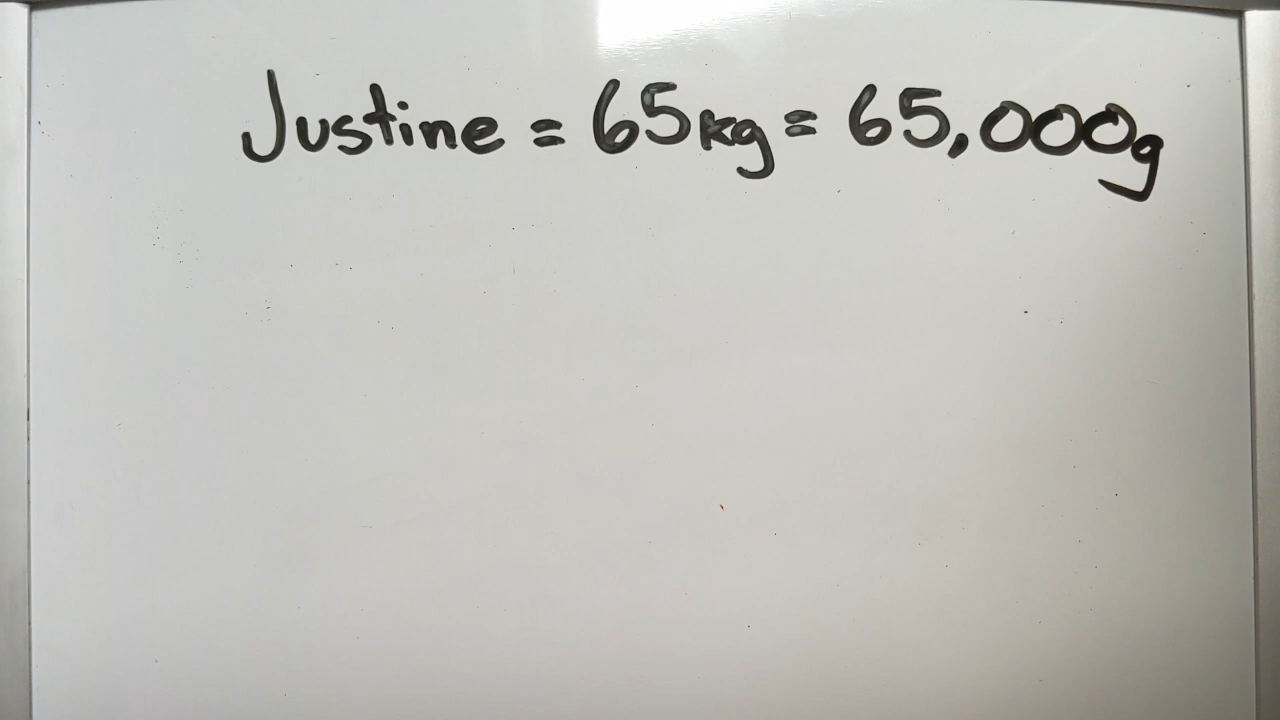 Justine = 65kg = 65,000g